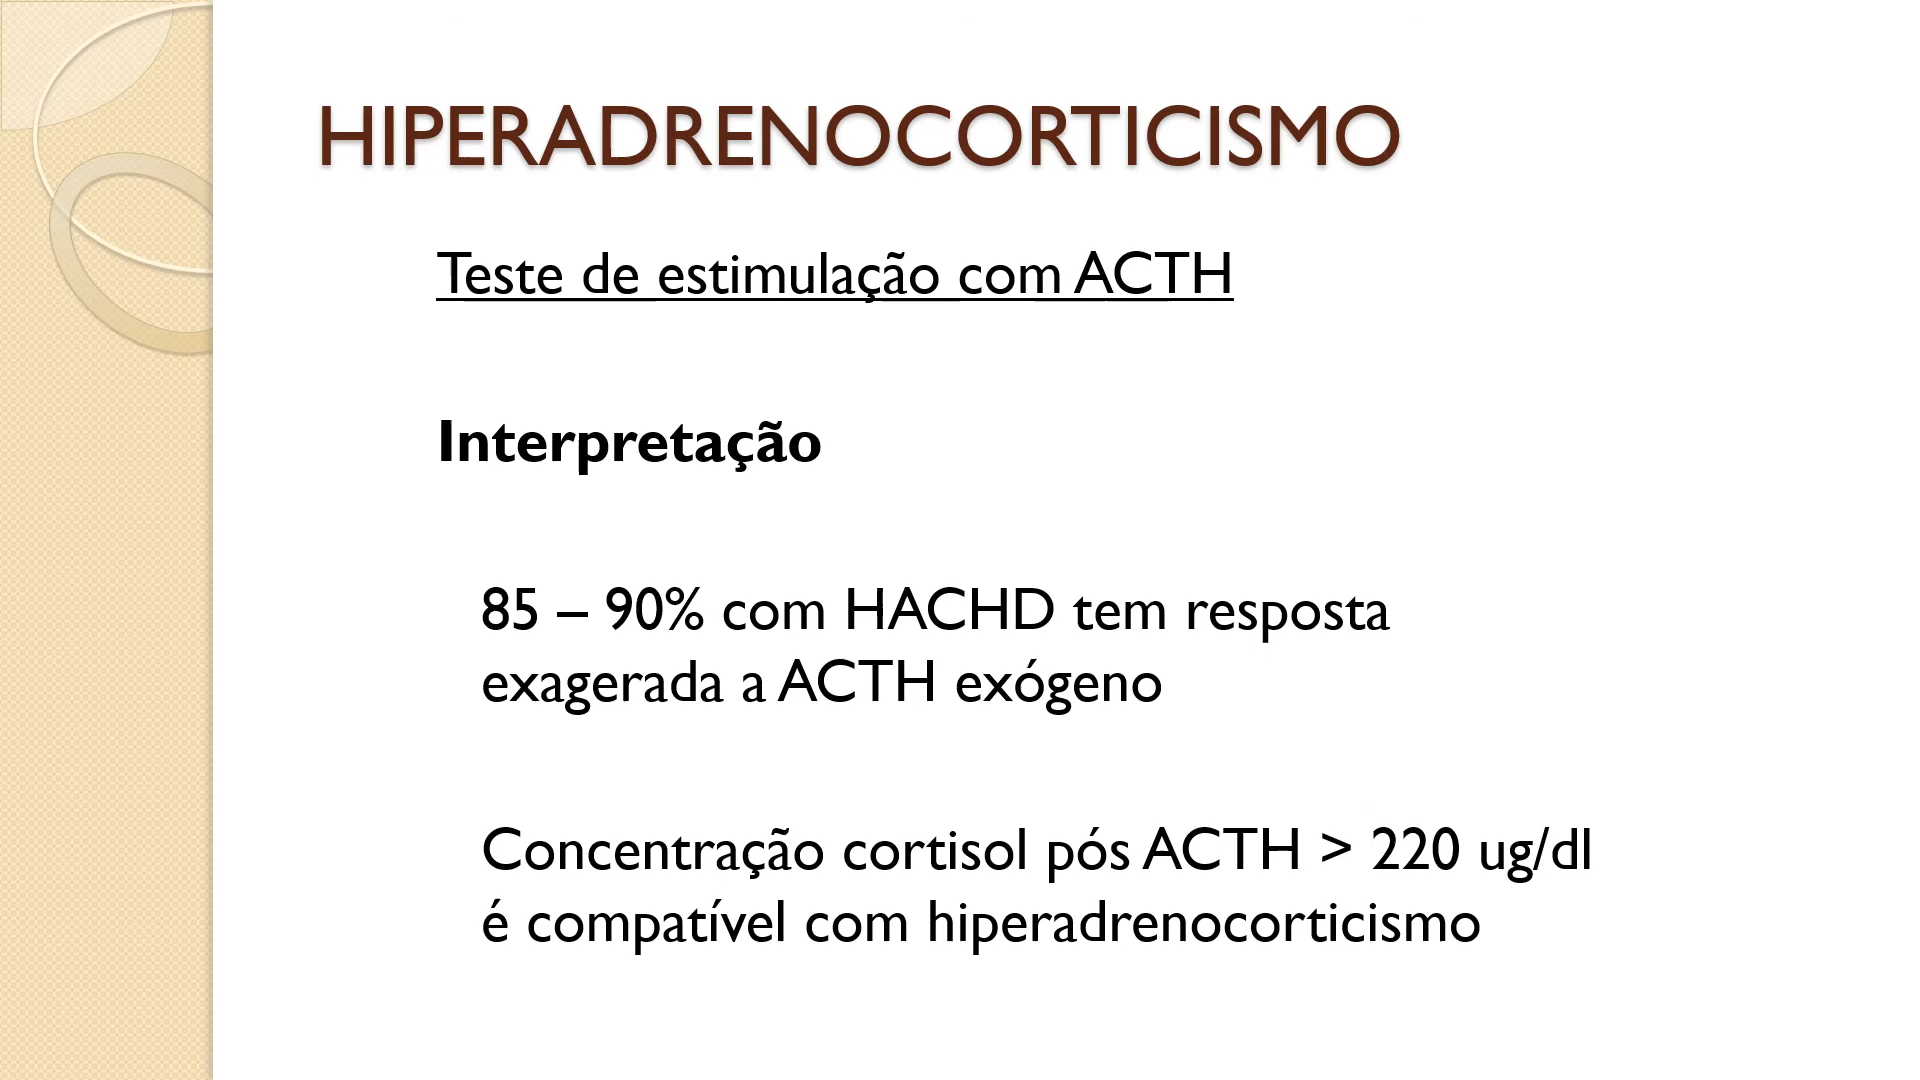 HIPERADRENOCORTICISMO
Teste de estimulação com ACTH
Interpretação
85 – 90% com HACHD tem resposta
exagerada a ACTH exógeno
Concentração cortisol pós ACTH > 220 ug/dl
é compatível com hiperadrenocorticismo